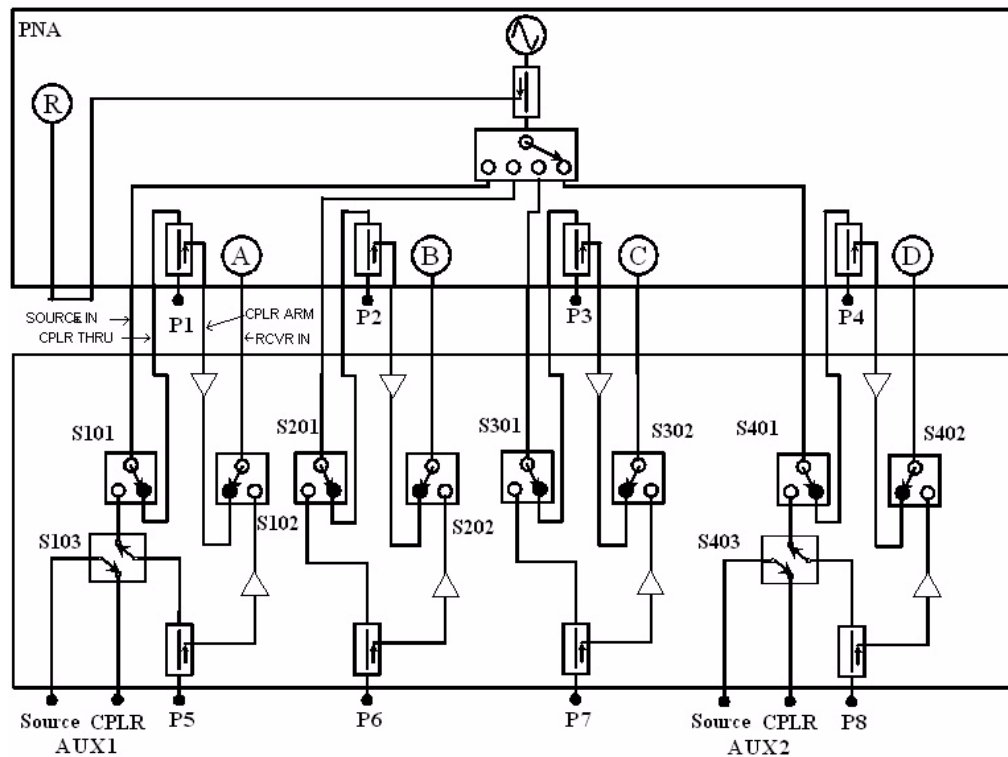 PNA
R
A
B
C
D
P1
P2
P3
P4
SOURCE IN
CPLR THRU
CPLR ARM
RCVR IN
S101
S201
S301
S302
S401
S402
S102
S202
S103
S403
Source CPLR
AUX1
P5
P6
P7
Source CPLR
AUX2
P8